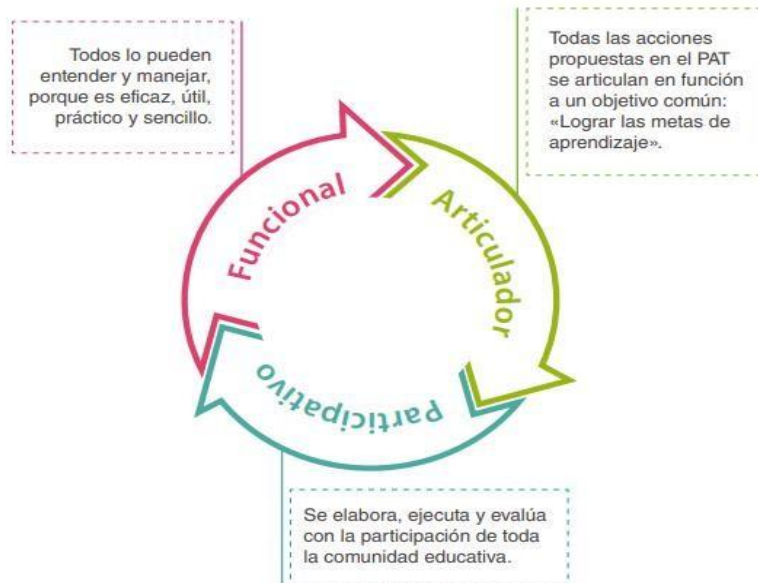 Todos lo pueden
entender y manejar,
porque es eficaz, útil,
práctico y sencillo.
Todas las acciones
propuestas en el PAT
se articulan en función
a un objetivo común:
«Lograr las metas de
aprendizaje».
Funcional
Articulador
Participativo
Se elabora, ejecuta y evalúa
con la participación de toda
la comunidad educativa.